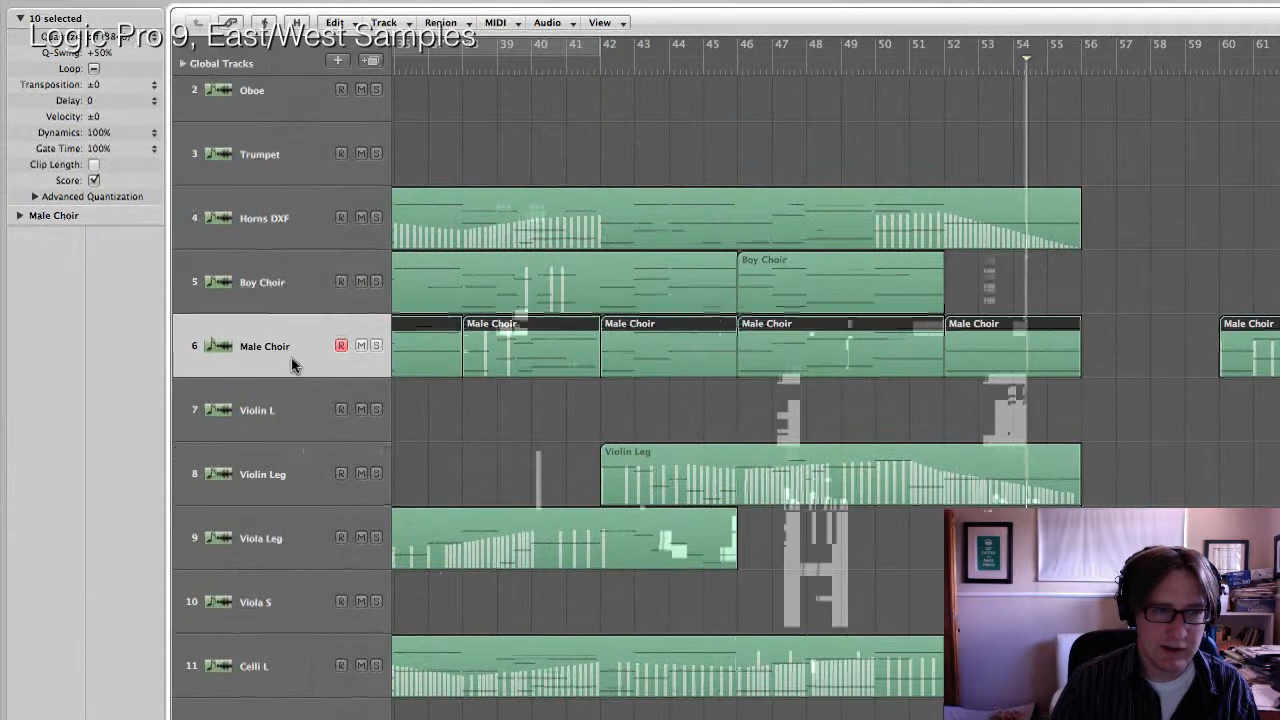 10 selected
Logic Pro 9, East/West Samples
Q-Swing: +50%
Loop:
Transposition: ±0
Delay: 0
Velocity: ±0
Dynamics: 100%
Gate Time: 100%
Clip Length:
Score:
Advanced Quantization
Male Choir
H Edit Track Region MIDI Audio View
39 40 41 42 43 44 45 46 47 48 49 50 51 52 53 54 55 56 57 58 59 60 61
Global Tracks
2 Oboe R M S
3 Trumpet R M S
4 Horns DXF R M S
5 Boy Choir R M S
Boy Choir
6 Male Choir R M S
Male Choir Male Choir Male Choir Male Choir Male Choir
7 Violin L R M S
8 Violin Leg R M S
Violin Leg
9 Viola Leg R M S
10 Viola S R M S
11 Celli L R M S